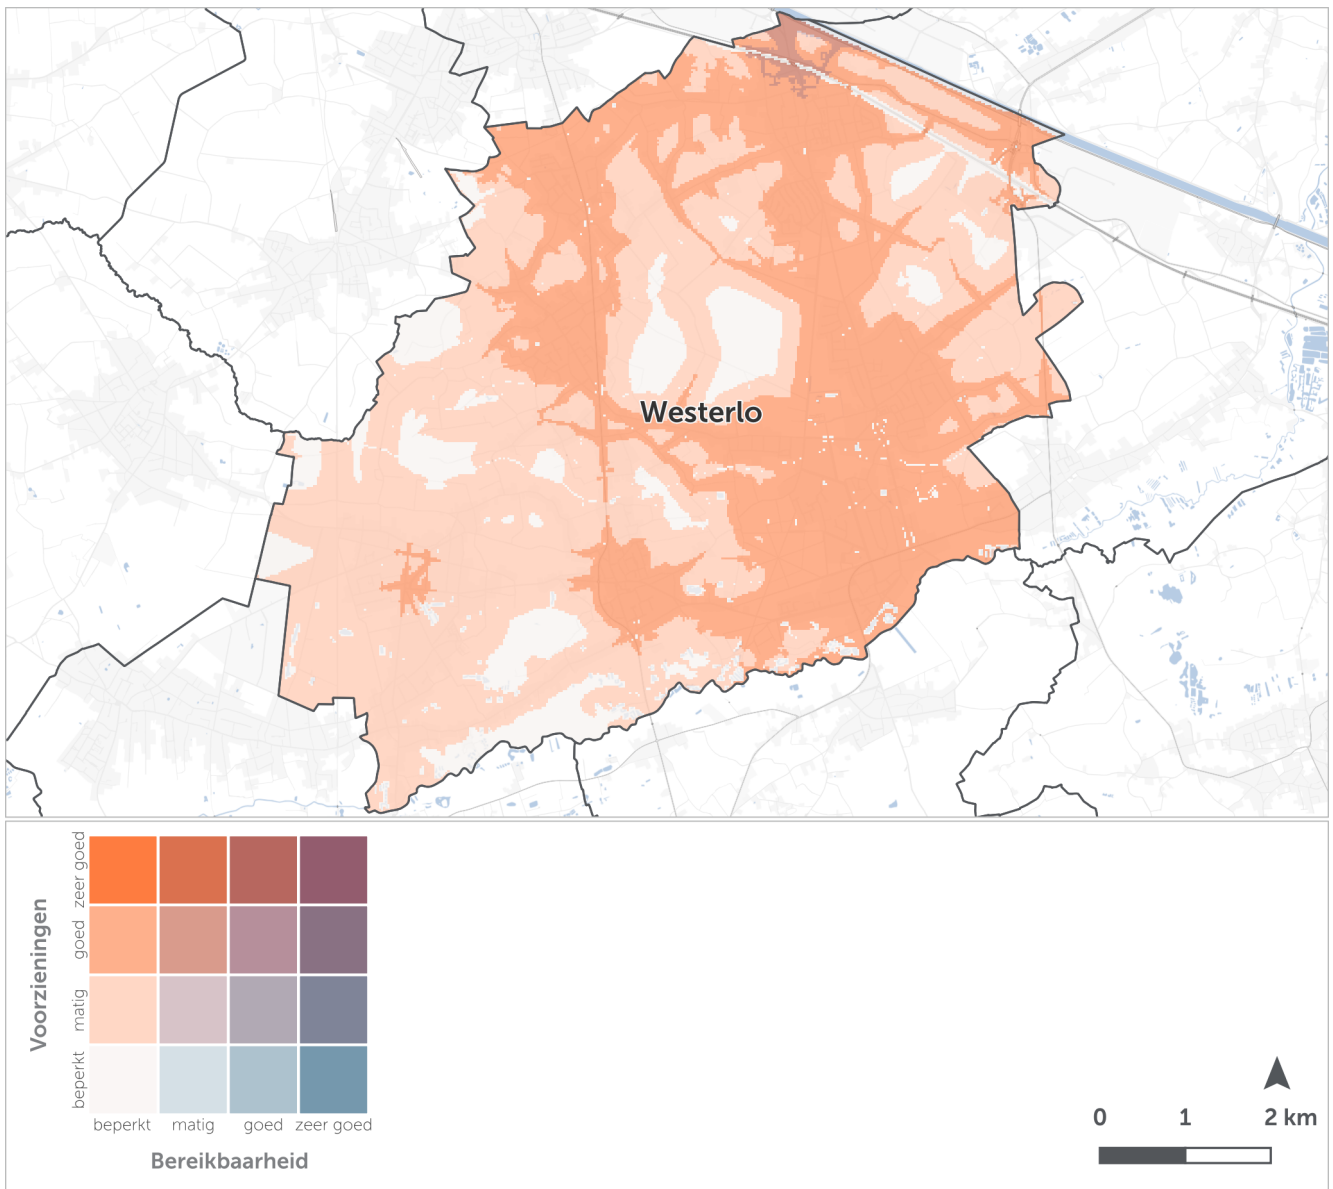 Westerlo
Voorzieningen
zeer goed
goed
matig
beperkt
beperkt matig goed zeer goed
Bereikbaarheid
0 1 2 km